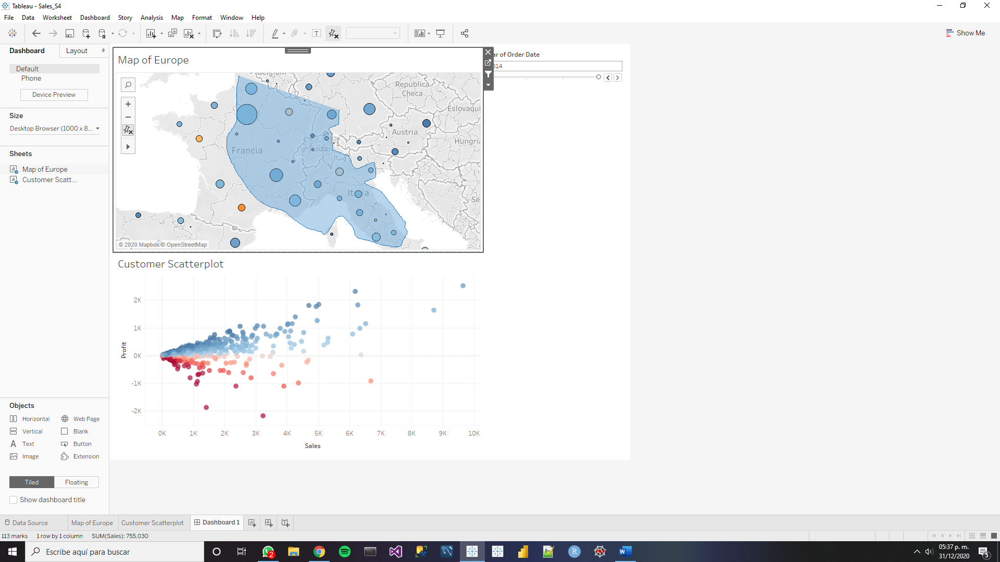 Tableau - Sales_S4
File Data Worksheet Dashboard Story Analysis Map Format Window Help
Show Me
Dashboard Layout
Default
Phone
Device Preview
Size
Desktop Browser (1000 x 8...
Sheets
Map of Europe
Customer Scatt...
Objects
Horizontal Web Page
Vertical Blank
Text Button
Image Extension
Tiled Floating
Show dashboard title
Map of Europe
República
Checa
Eslovaqui
Austria
Hungría
Francia
Suiza
Italia
Se
© 2020 Mapbox © OpenStreetMap
ar of Order Date
014
Customer Scatterplot
Profit
2K
1K
0K
-1K
-2K
0K 1K 2K 3K 4K 5K 6K 7K 8K 9K 10K
Sales
Data Source Map of Europe Customer Scatterplot Dashboard 1
113 marks 1 row by 1 column SUM(Sales): 755,030
Escribe aquí para buscar
2
R
05:37 p. m.
31/12/2020
5